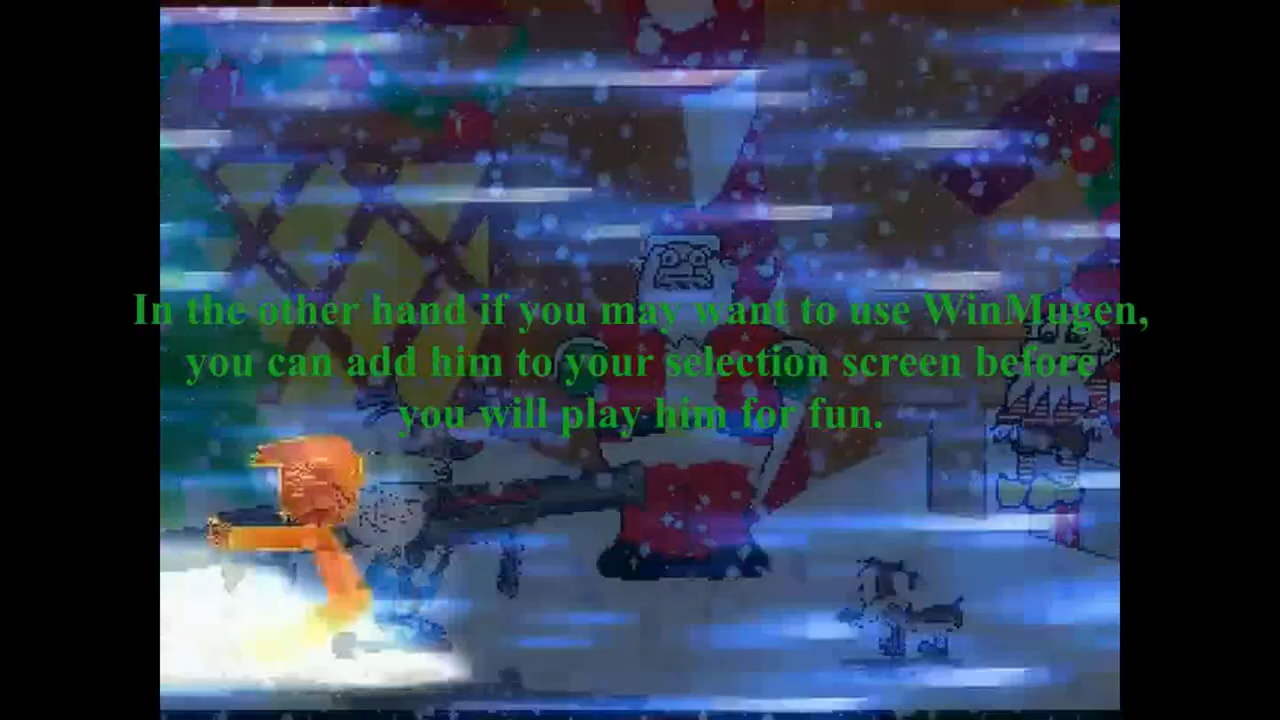 In the other hand if you may want to use WinMugen,
you can add him to your selection screen before
you will play him for fun.